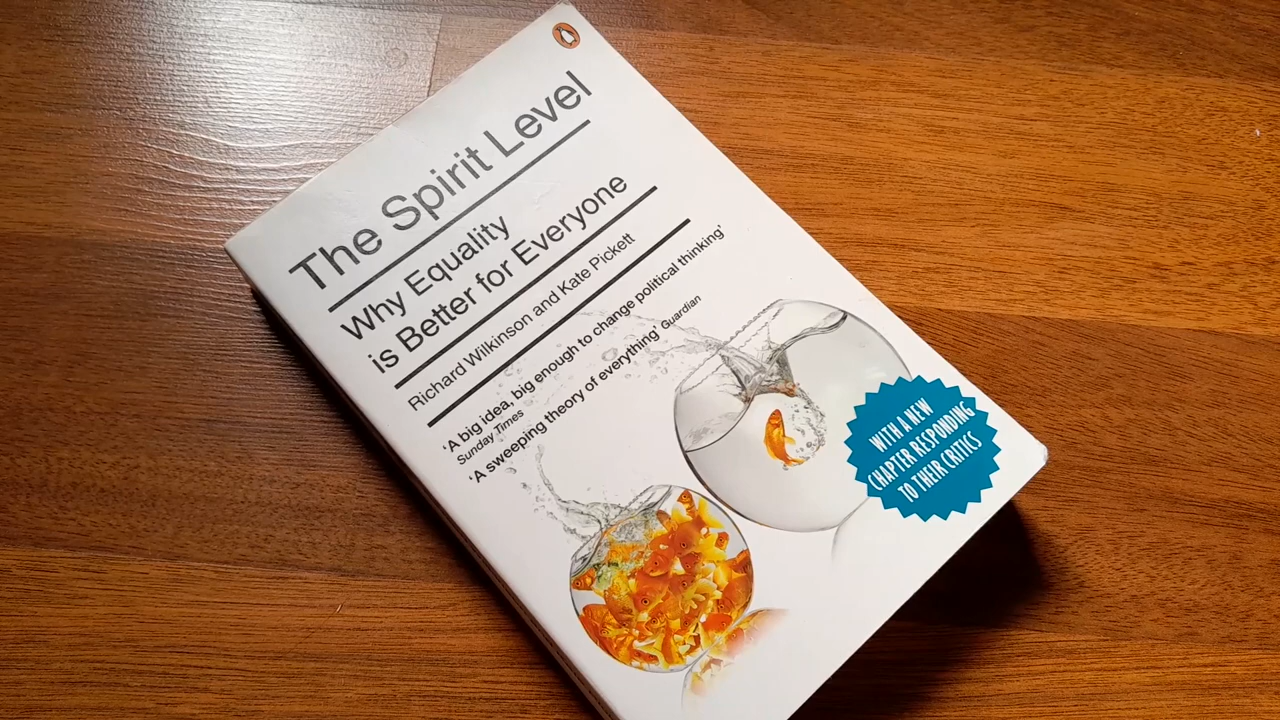 The Spirit Level
Why Equality
is Better for Everyone
Richard Wilkinson and Kate Pickett
‘A big idea, big enough to change political thinking’
Sunday Times
‘A sweeping theory of everything’ Guardian
WITH A NEW
CHAPTER RESPONDING
TO THEIR CRITICS